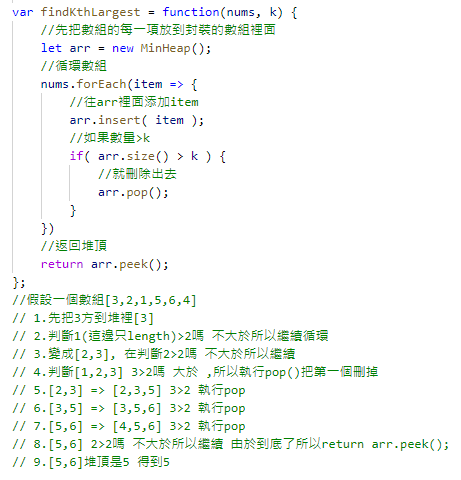 var findKthLargest = function(nums, k) {
//先把數組的每一項放到封裝的數組裡面
let arr = new MinHeap();
//循環數組
nums.forEach(item => {
//往arr裡面添加item
arr.insert( item );
//如果數量>k
if( arr.size() > k ) {
//就刪除出去
arr.pop();
}
})
//返回堆頂
return arr.peek();
};
//假設一個數組[3,2,1,5,6,4]
// 1.先把3方到堆裡[3]
// 2.判斷1(這邊只length)>2嗎 不大於所以繼續循環
// 3.變成[2,3], 在判斷2>2嗎 不大於所以繼續
// 4.判斷[1,2,3] 3>2嗎 大於 ,所以執行pop()把第一個刪掉
// 5.[2,3] => [2,3,5] 3>2 執行pop
// 6.[3,5] => [3,5,6] 3>2 執行pop
// 7.[5,6] => [4,5,6] 3>2 執行pop
// 8.[5,6] 2>2嗎 不大於所以繼續 由於到底了所以return arr.peek();
// 9.[5,6]堆頂是5 得到5